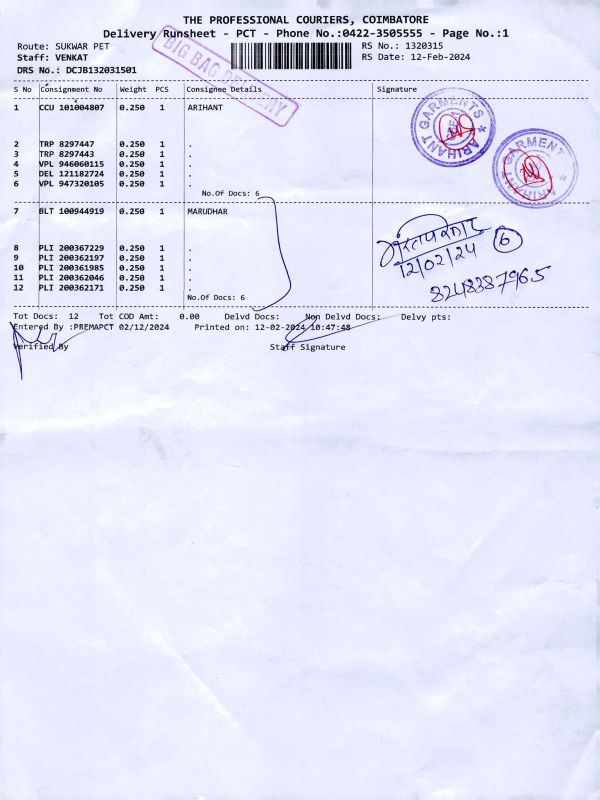 THE PROFESSIONAL COURIERS, COIMBATORE
Delivery Runsheet - PCT - Phone No.:0422-3505555 - Page No.:1
Route: SUKWAR PET
RS No.: 1320315
Staff: VENKAT
RS Date: 12-Feb-2024
DRS No.: DCJB132031501
BIG BAG DELIVERY
S No Consignment No Weight PCS Consignee Details Signature
1 CCU 101004807 0.250 1 ARIHANT
ARIHANT GARMENTS
ARIHANT GARMENT
2 TRP 8297447 0.250 1 .
3 TRP 8297443 0.250 1 .
4 VPL 946060115 0.250 1 .
5 DEL 121182724 0.250 1 .
6 VPL 947320105 0.250 1 .
No.Of Docs: 6
7 BLT 100944919 0.250 1 MARUDHAR
12/02/24
6
8248387965
8 PLI 200367229 0.250 1 .
9 PLI 200362197 0.250 1 .
10 PLI 200361985 0.250 1 .
11 PLI 200362046 0.250 1 .
12 PLI 200362171 0.250 1 .
No.Of Docs: 6
Tot Docs: 12 Tot COD Amt: 0.00 Delvd Docs: Non Delvd Docs: Delvy pts:
Entered By :PREMAPCT 02/12/2024 Printed on: 12-02-2024 10:47:48
Verified By Staff Signature